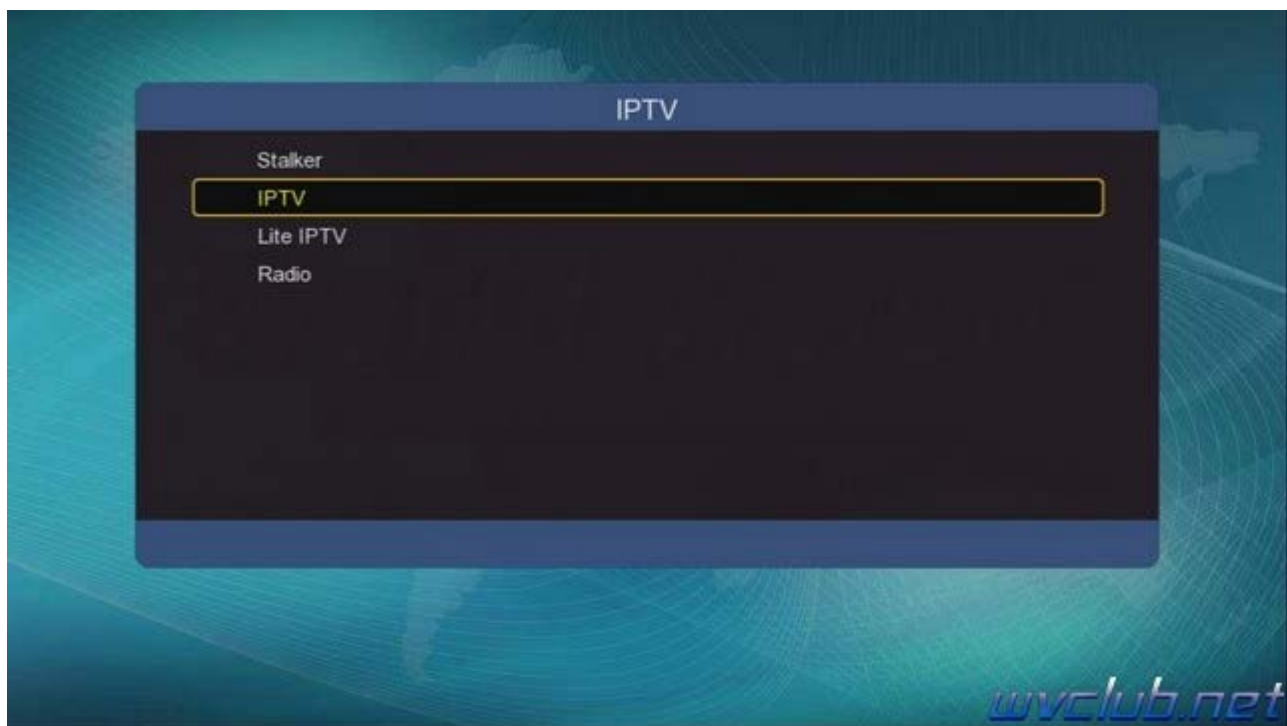 IPTV
Stalker
IPTV
Lite IPTV
Radio
wvclub.net